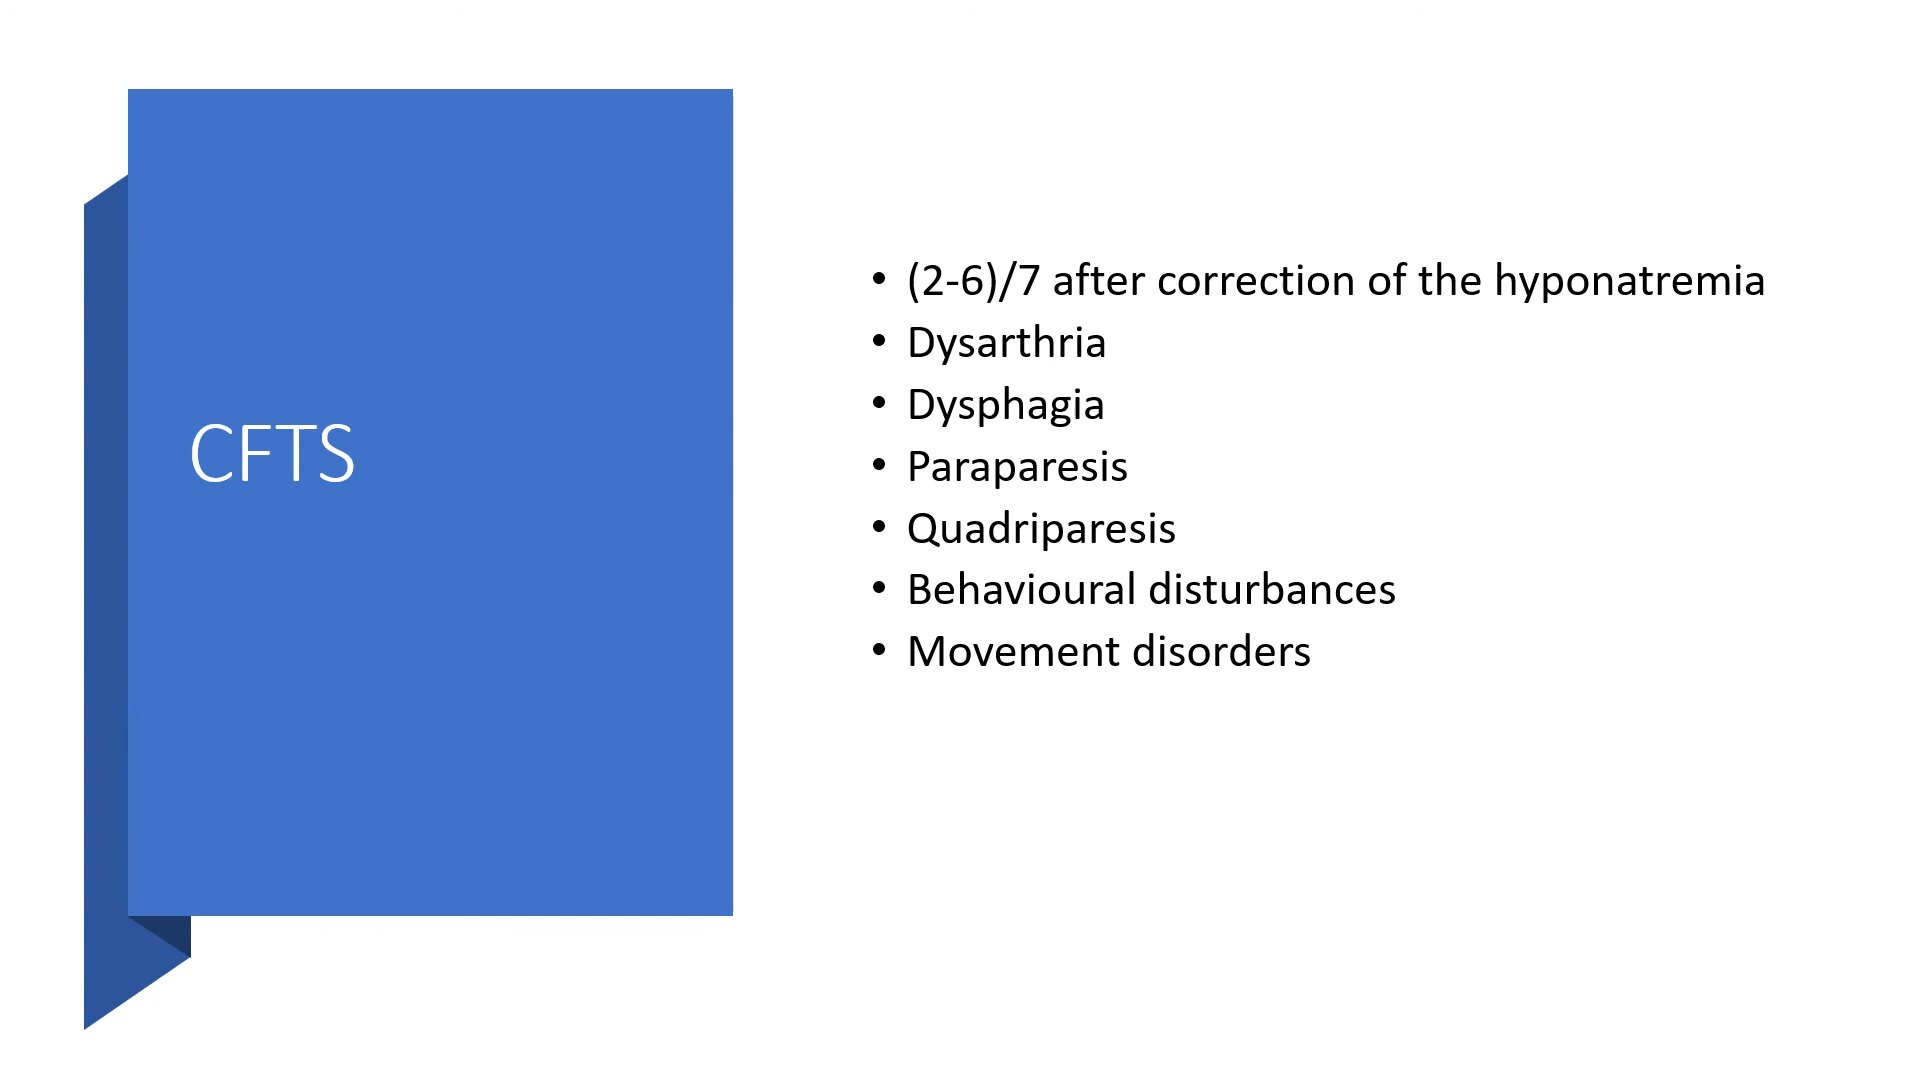 CFTS
• (2-6)/7 after correction of the hyponatremia
• Dysarthria
• Dysphagia
• Paraparesis
• Quadriparesis
• Behavioural disturbances
• Movement disorders